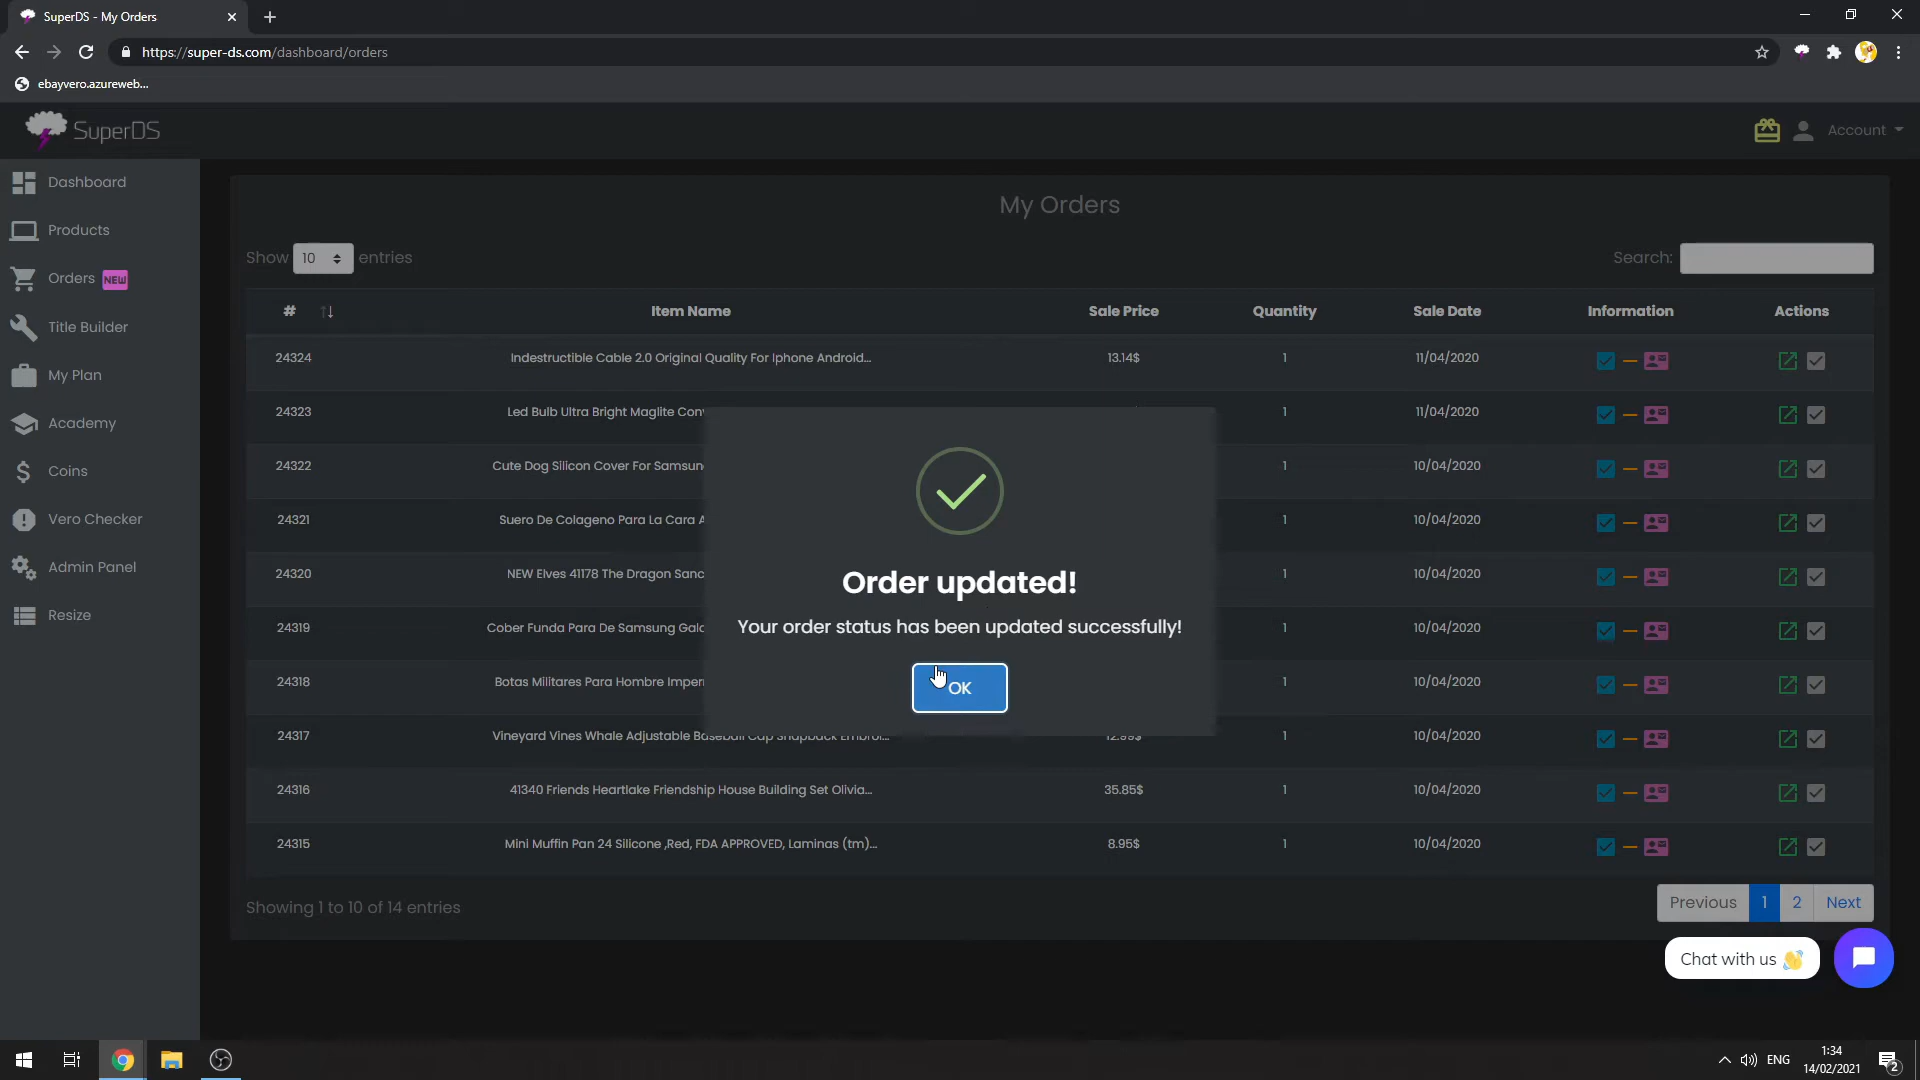 SuperDS - My Orders
https://super-ds.com/dashboard/orders
ebayvero.azureweb...
SuperDS
Account
Dashboard
Products
Orders NEW
Title Builder
My Plan
Academy
Coins
Vero Checker
Admin Panel
Resize
My Orders
Show 10 entries
Search:
# Item Name Sale Price Quantity Sale Date Information Actions
24324 Indestructible Cable 2.0 Original Quality For Iphone Android... 13.14$ 1 11/04/2020
24323 Led Bulb Ultra Bright Maglite 1 11/04/2020
24322 Cute Dog Silicon Cover For 1 10/04/2020
24321 Suero De Colageno Para La Cara 1 10/04/2020
24320 NEW Elves 41178 The Dragon 1 10/04/2020
24319 Cober Funda Para De Samsung 1 10/04/2020
24318 Botas Militares Para Hombre 1 10/04/2020
24317 Vineyard Vines Whale Adjustable Baseball Cap Snapback 12.99$ 1 10/04/2020
24316 41340 Friends Heartlake Friendship House Building Set Olivia... 35.85$ 1 10/04/2020
24315 Mini Muffin Pan 24 Silicone ,Red, FDA APPROVED, Laminas (tm)... 8.95$ 1 10/04/2020
Order updated!
Your order status has been updated successfully!
OK
Showing 1 to 10 of 14 entries
Previous 1 2 Next
Chat with us 👋
ENG
1:34
14/02/2021
2